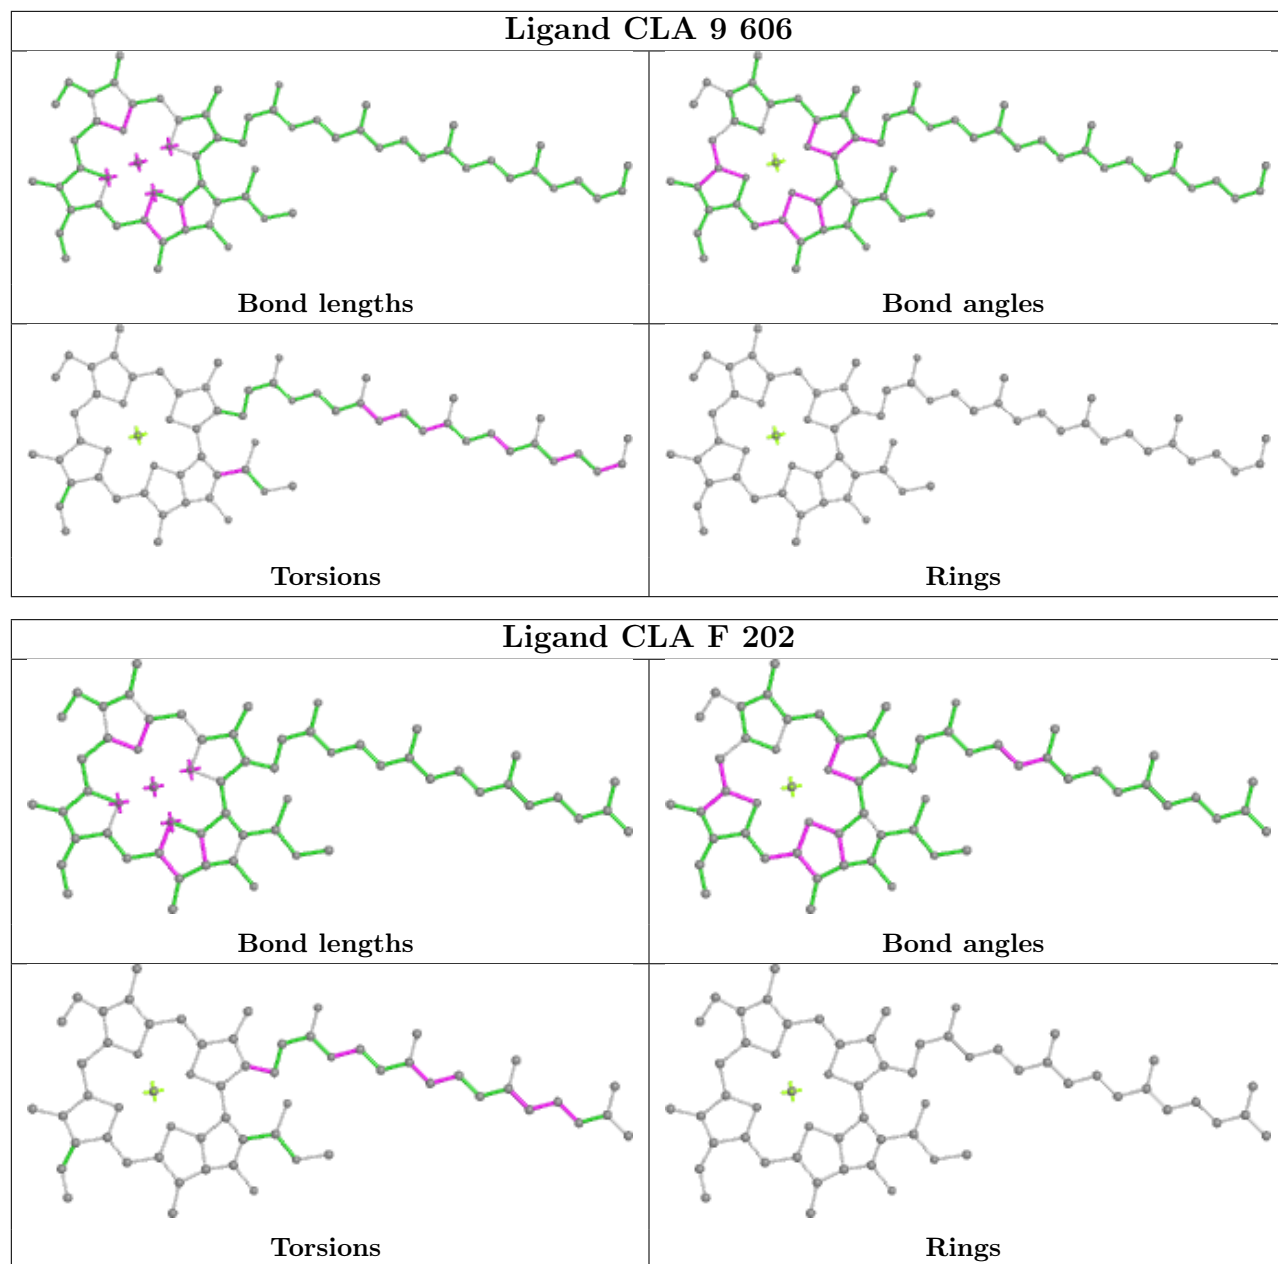 Ligand CLA 9 606
Bond lengths
Bond angles
Torsions
Rings
Ligand CLA F 202
Bond lengths
Bond angles
Torsions
Rings